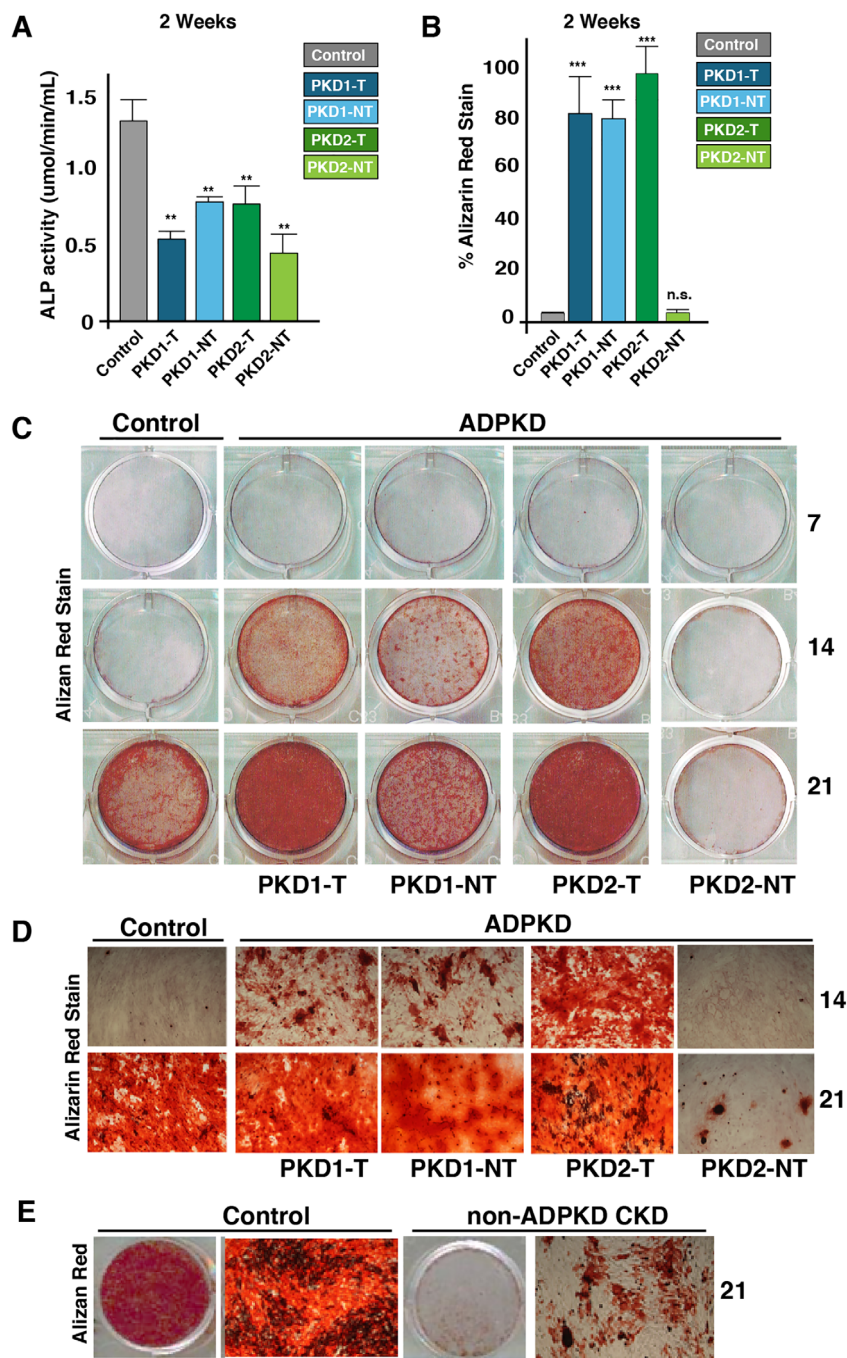 A
2 Weeks
ALP activity (umol/min/mL)
1.5
1.0
0.5
0
**
**
**
**
Control
PKD1-T
PKD1-NT
PKD2-T
PKD2-NT
Control
PKD1-T
PKD1-NT
PKD2-T
PKD2-NT
B
2 Weeks
% Alizarin Red Stain
100
80
60
40
20
0
***
***
***
n.s.
Control
PKD1-T
PKD1-NT
PKD2-T
PKD2-NT
Control
PKD1-T
PKD1-NT
PKD2-T
PKD2-NT
C
Control
ADPKD
Alizan Red Stain
7
14
21
PKD1-T
PKD1-NT
PKD2-T
PKD2-NT
D
Control
ADPKD
Alizarin Red Stain
14
21
PKD1-T
PKD1-NT
PKD2-T
PKD2-NT
E
Control
non-ADPKD CKD
Alizan Red
21